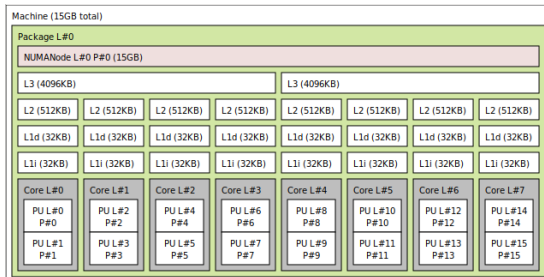 Machine (15GB total)
Package L#0
NUMANode L#0 P#0 (15GB)
L3 (4096KB) L3 (4096KB)
L2 (512KB) L2 (512KB) L2 (512KB) L2 (512KB) L2 (512KB) L2 (512KB) L2 (512KB) L2 (512KB)
L1d (32KB) L1d (32KB) L1d (32KB) L1d (32KB) L1d (32KB) L1d (32KB) L1d (32KB) L1d (32KB)
L1i (32KB) L1i (32KB) L1i (32KB) L1i (32KB) L1i (32KB) L1i (32KB) L1i (32KB) L1i (32KB)
Core L#0 Core L#1 Core L#2 Core L#3 Core L#4 Core L#5 Core L#6 Core L#7
PU L#0 PU L#2 PU L#4 PU L#6 PU L#8 PU L#10 PU L#12 PU L#14
P#0 P#2 P#4 P#6 P#8 P#10 P#12 P#14
PU L#1 PU L#3 PU L#5 PU L#7 PU L#9 PU L#11 PU L#13 PU L#15
P#1 P#3 P#5 P#7 P#9 P#11 P#13 P#15